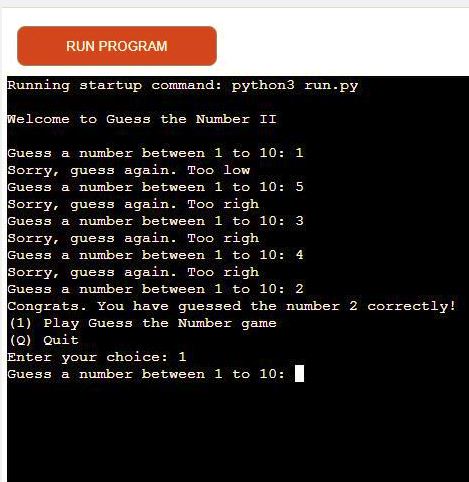 RUN PROGRAM
Running startup command: python3 run.py
Welcome to Guess the Number II
Guess a number between 1 to 10: 1
Sorry, guess again. Too low
Guess a number between 1 to 10: 5
Sorry, guess again. Too righ
Guess a number between 1 to 10: 3
Sorry, guess again. Too righ
Guess a number between 1 to 10: 4
Sorry, guess again. Too righ
Guess a number between 1 to 10: 2
Congrats. You have guessed the number 2 correctly!
(1) Play Guess the Number game
(Q) Quit
Enter your choice: 1
Guess a number between 1 to 10: